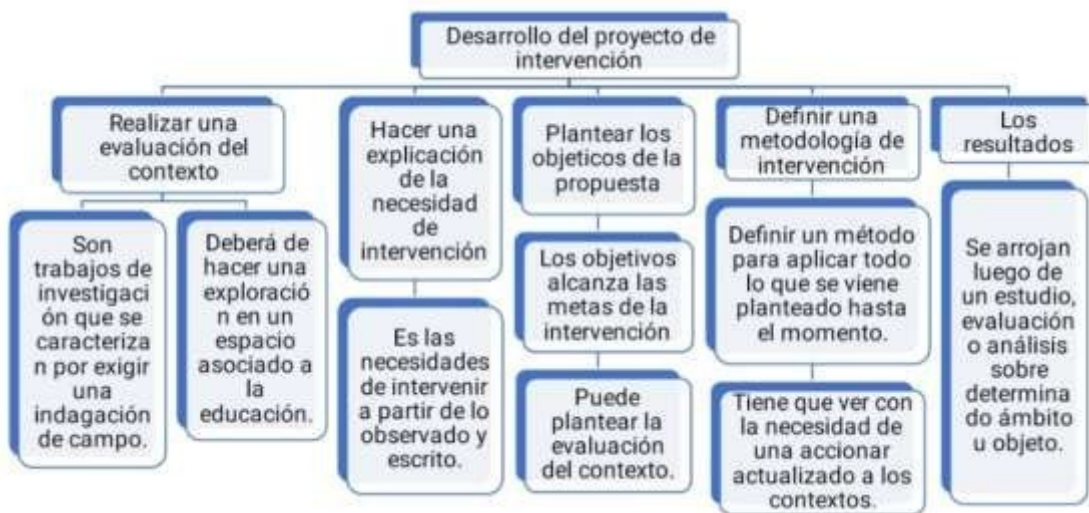 Desarrollo del proyecto de
intervención
Realizar una
evaluación del
contexto
Son
trabajos de
investigaci
ón que se
caracteriza
n por exigir
una
indagación
de campo.
Deberá de
hacer una
exploració
n en un
espacio
asociado a
la
educación.
Hacer una
explicación
de la
necesidad
de
intervención
Es las
necesidades
de intervenir
a partir de lo
observado y
escrito.
Plantear los
objeticos de la
propuesta
Los objetivos
alcanza las
metas de la
intervención
Puede
plantear la
evaluación
del contexto.
Definir una
metodología de
intervención
Definir un método
para aplicar todo
lo que se viene
planteado hasta
el momento.
Tiene que ver con
la necesidad de
una accionar
actualizado a los
contextos.
Los
resultados
Se arrojan
luego de
un estudio,
evaluación
o análisis
sobre
determina
do ámbito
u objeto.